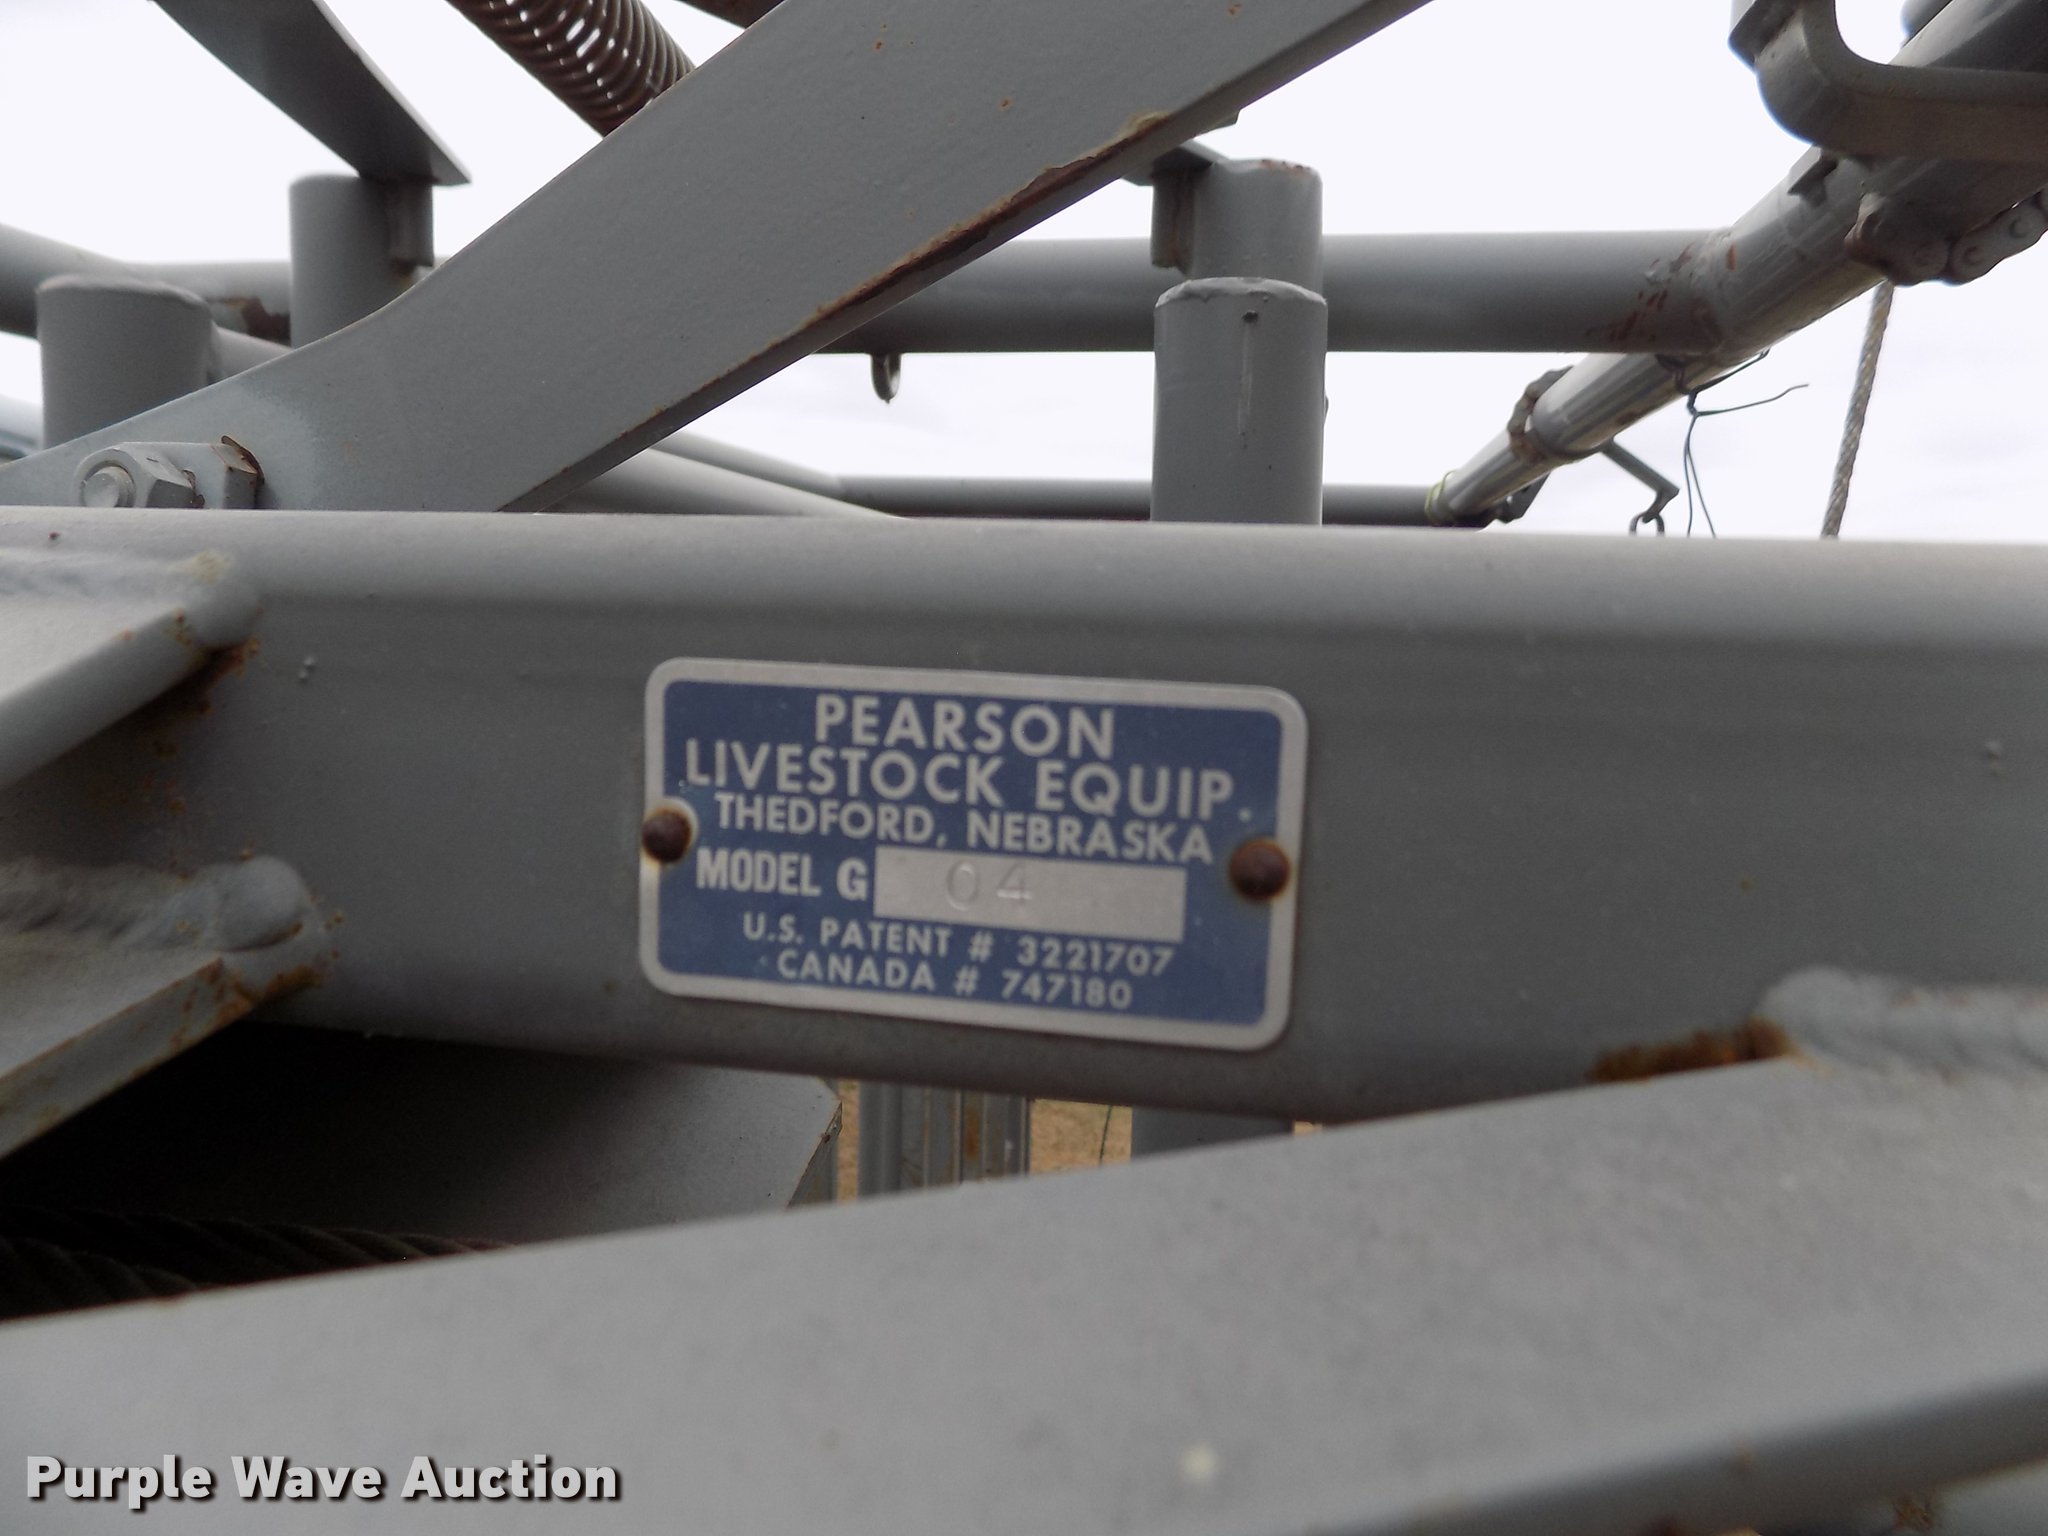 PEARSON
LIVESTOCK EQUIP.
THEDFORD, NEBRASKA
MODEL G 04
U.S. PATENT # 3221707
CANADA # 747180
Purple Wave Auction